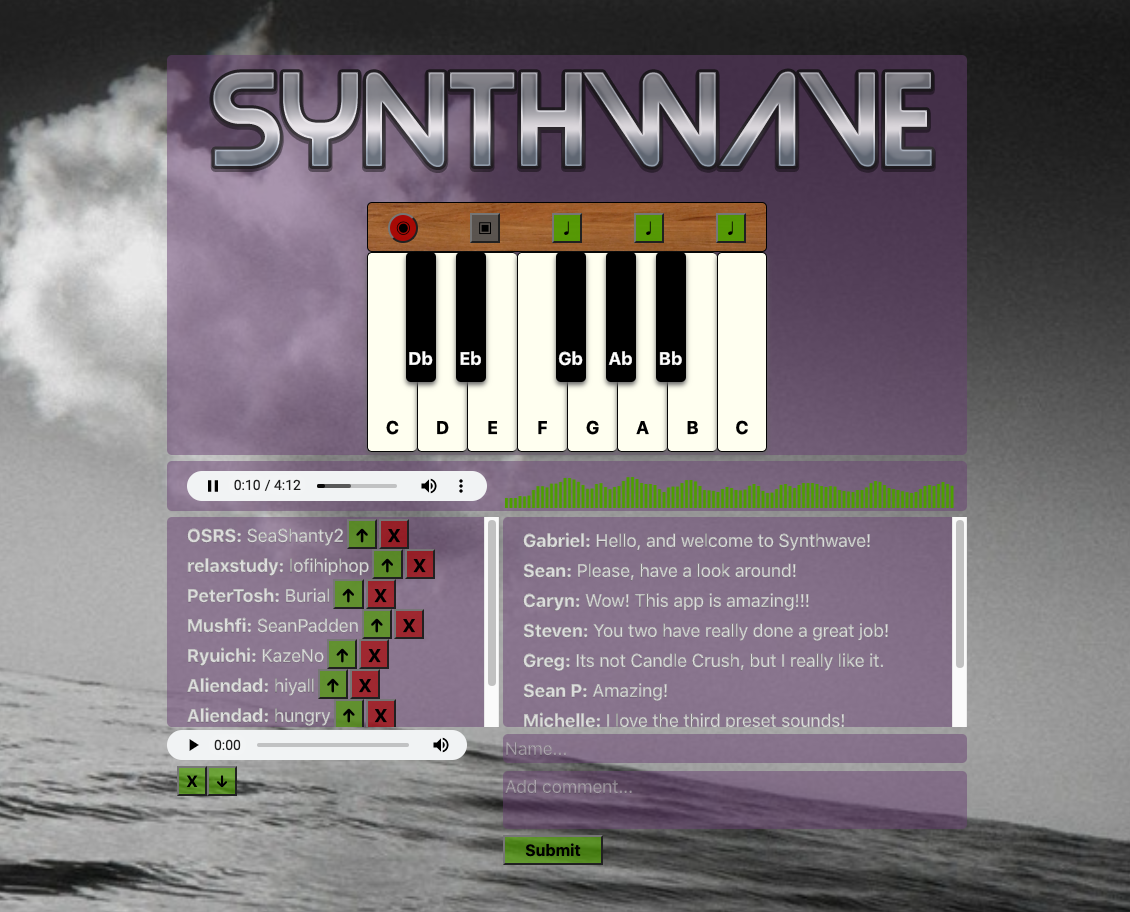 SYNTHWAVE
Db Eb Gb Ab Bb
C D E F G A B C
0:10 / 4:12
OSRS: SeaShanty2 ↑ X
relaxstudy: lofihiphop ↑ X
PeterTosh: Burial ↑ X
Mushfi: SeanPadden ↑ X
Ryuichi: KazeNo ↑ X
Aliendad: hiyall ↑ X
Aliendad: hungry ↑ X
Gabriel: Hello, and welcome to Synthwave!
Sean: Please, have a look around!
Caryn: Wow! This app is amazing!!!
Steven: You two have really done a great job!
Greg: Its not Candle Crush, but I really like it.
Sean P: Amazing!
Michelle: I love the third preset sounds!
0:00
X ↓
Name...
Add comment...
Submit